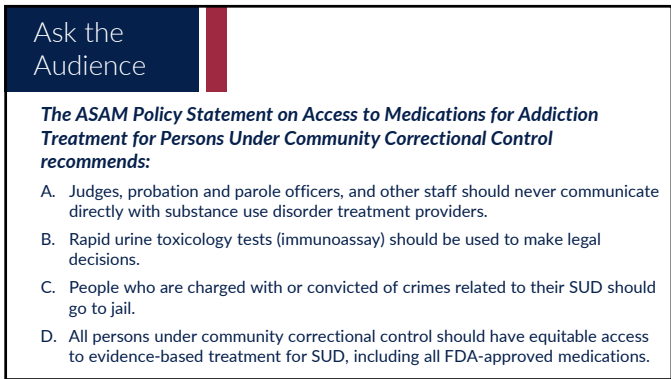 Ask the
Audience
The ASAM Policy Statement on Access to Medications for Addiction
Treatment for Persons Under Community Correctional Control
recommends:
A. Judges, probation and parole officers, and other staff should never communicate
directly with substance use disorder treatment providers.
B. Rapid urine toxicology tests (immunoassay) should be used to make legal
decisions.
C. People who are charged with or convicted of crimes related to their SUD should
go to jail.
D. All persons under community correctional control should have equitable access
to evidence-based treatment for SUD, including all FDA-approved medications.